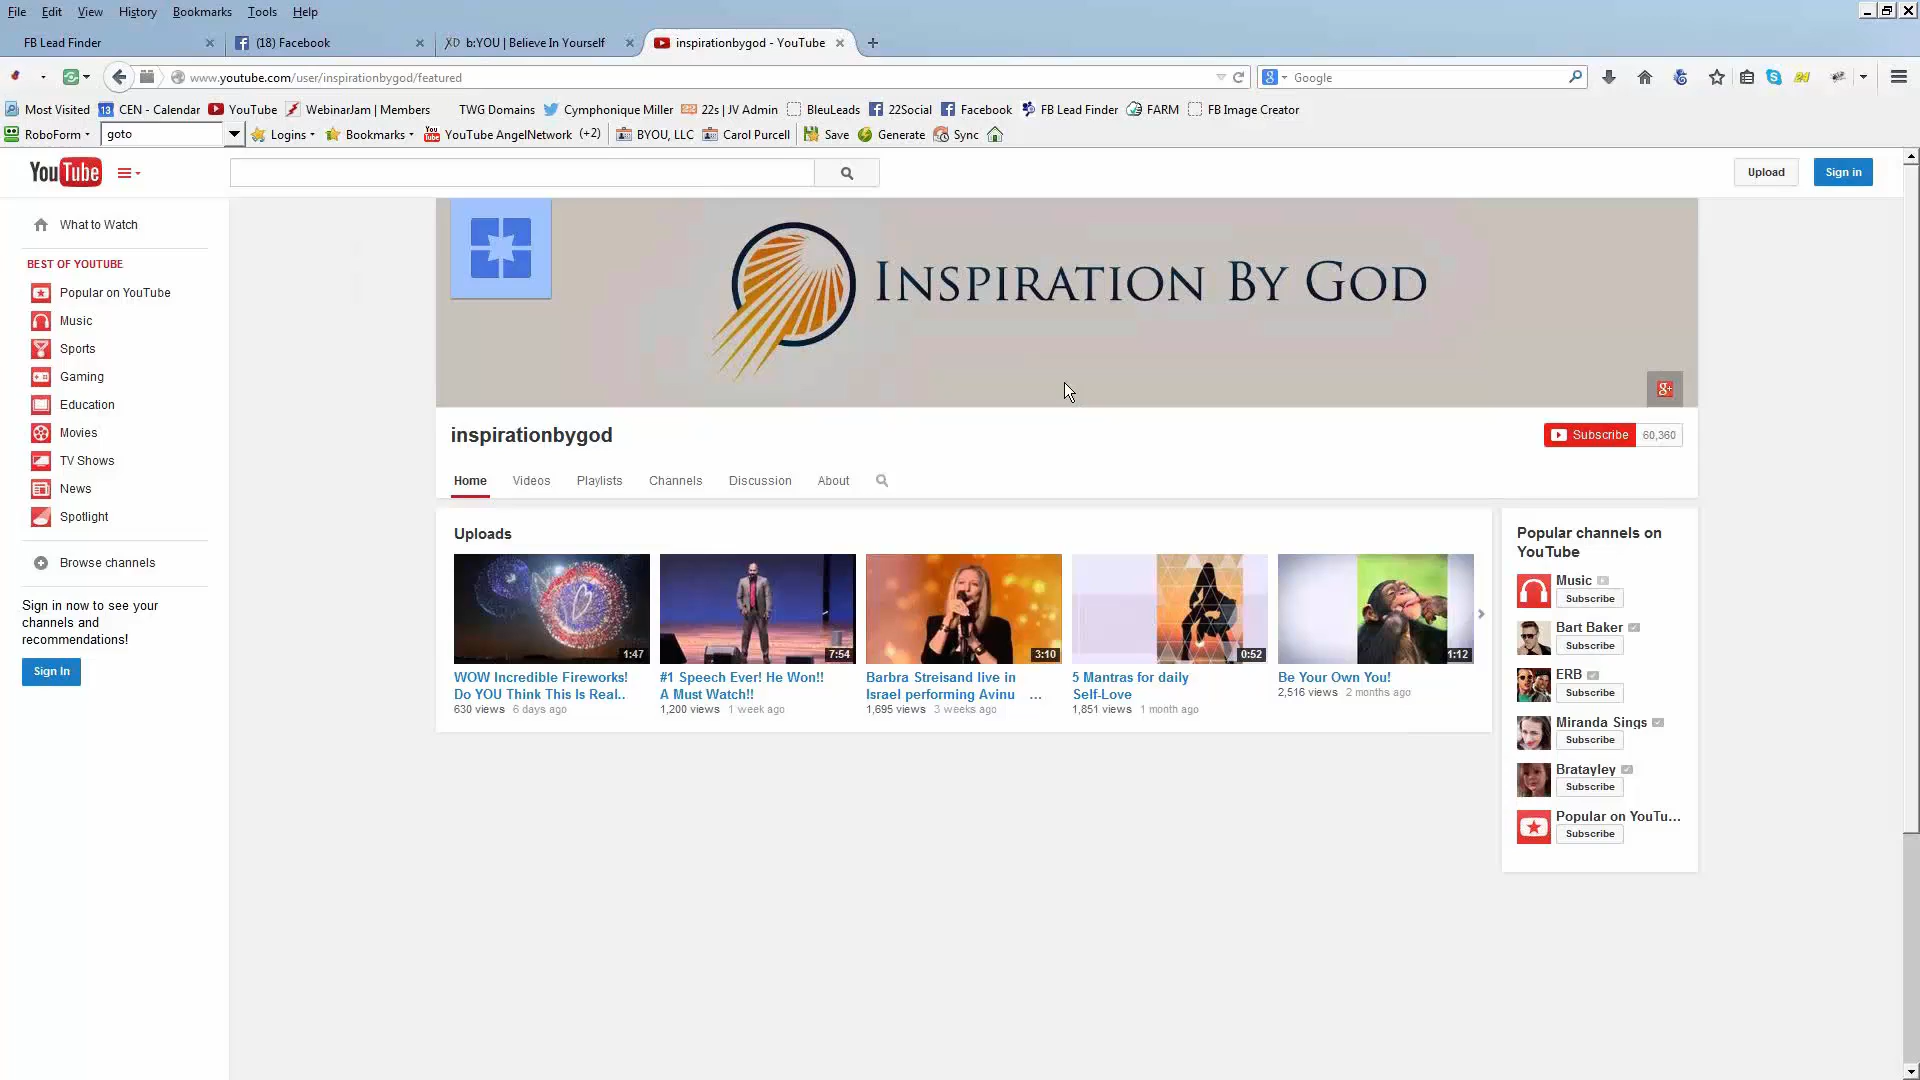 File Edit View History Bookmarks Tools Help
FB Lead Finder
(18) Facebook
b:YOU | Believe In Yourself
inspirationbygod - YouTube
www.youtube.com/user/inspirationbygod/featured
Google
Most Visited CEN - Calendar YouTube WebinarJam | Members TWG Domains Cymphonique Miller 22s | JV Admin BleuLeads 22Social Facebook FB Lead Finder FARM FB Image Creator
RoboForm goto Logins Bookmarks YouTube AngelNetwork (+2) BYOU, LLC Carol Purcell Save Generate Sync
YouTube
Upload
Sign in
What to Watch
BEST OF YOUTUBE
Popular on YouTube
Music
Sports
Gaming
Education
Movies
TV Shows
News
Spotlight
Browse channels
Sign in now to see your
channels and
recommendations!
Sign In
INSPIRATION BY GOD
inspirationbygod
Subscribe 60,360
Home Videos Playlists Channels Discussion About
Uploads
1:47
WOW Incredible Fireworks!
Do YOU Think This Is Real..
630 views 6 days ago
7:54
#1 Speech Ever! He Won!!
A Must Watch!!
1,200 views 1 week ago
3:10
Barbra Streisand live in
Israel performing Avinu ...
1,695 views 3 weeks ago
0:52
5 Mantras for daily
Self-Love
1,851 views 1 month ago
1:12
Be Your Own You!
2,516 views 2 months ago
Popular channels on
YouTube
Music
Subscribe
Bart Baker
Subscribe
ERB
Subscribe
Miranda Sings
Subscribe
Bratayley
Subscribe
Popular on YouTu...
Subscribe